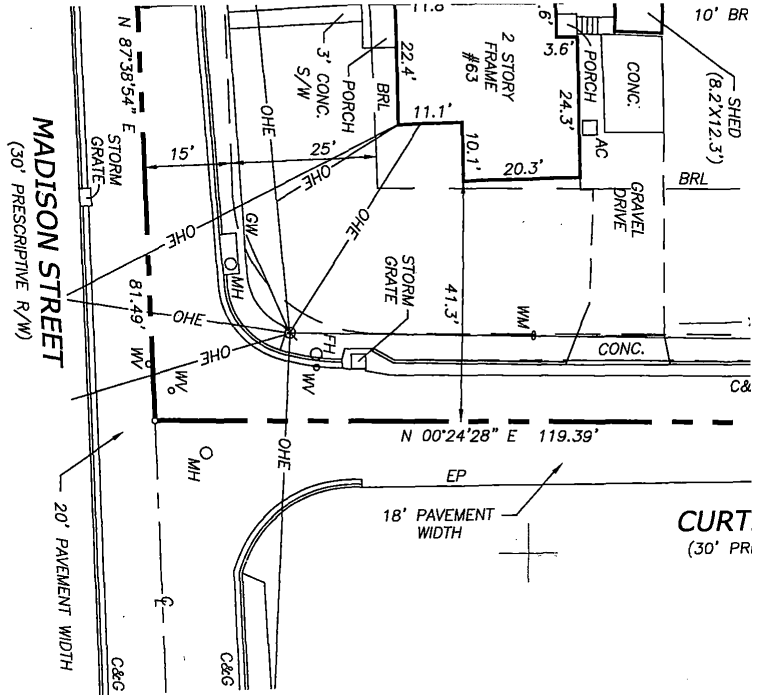 11.8'
.6'
10' BR
N 87°38'54" E
3' CONC.
S/W
PORCH
BRL
22.4'
2 STORY
FRAME
#63
3.6'
PORCH
CONC.
SHED
(8.2'X12.3')
24.3'
AC
OHE
11.1'
10.1'
20.3'
BRL
GRAVEL
DRIVE
MADISON STREET
(30' PRESCRIPTIVE R/W)
STORM
GRATE
15'
25'
OHE
OHE
OHE
GW
MH
STORM
GRATE
41.3'
81.49'
OHE
OHE
WV
WV
FH
WV
WM
CONC.
C&
N 00°24'28" E 119.39'
MH
OHE
EP
18' PAVEMENT
WIDTH
CURT
(30' PR
20' PAVEMENT WIDTH
CL
C&G
C&G